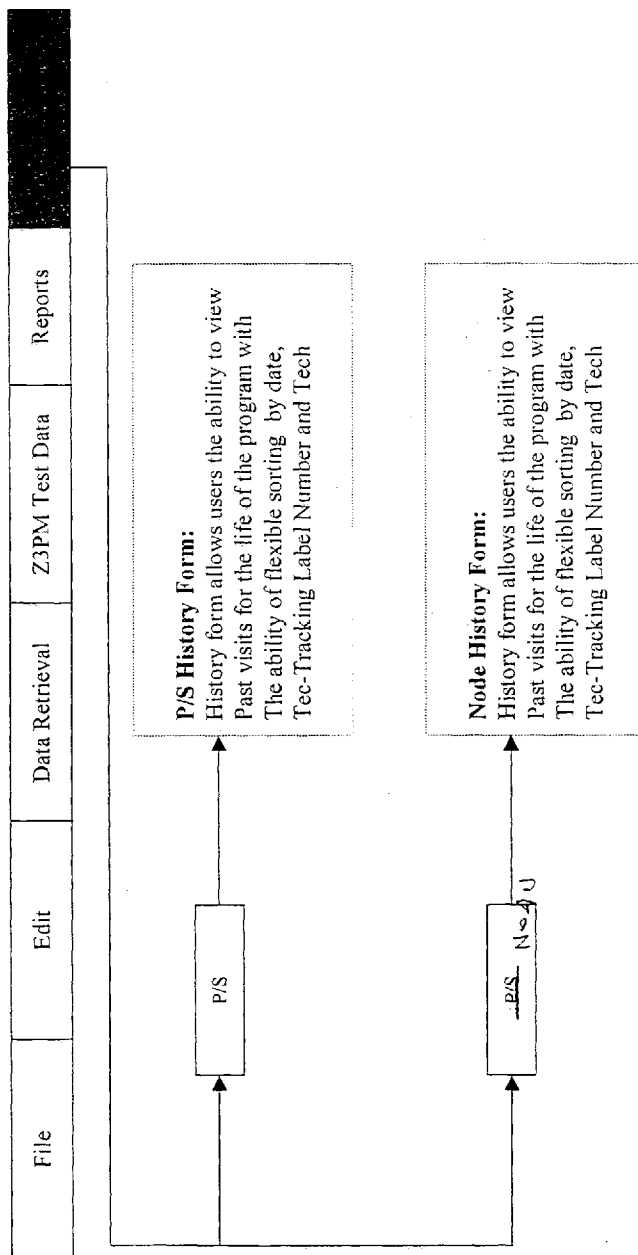 File
Edit
Data Retrieval
Z3PM Test Data
Reports
P/S
P/S History Form:
History form allows users the ability to view
Past visits for the life of the program with
The ability of flexible sorting by date,
Tec-Tracking Label Number and Tech
P/S
Node History Form:
History form allows users the ability to view
Past visits for the life of the program with
The ability of flexible sorting by date,
Tec-Tracking Label Number and Tech